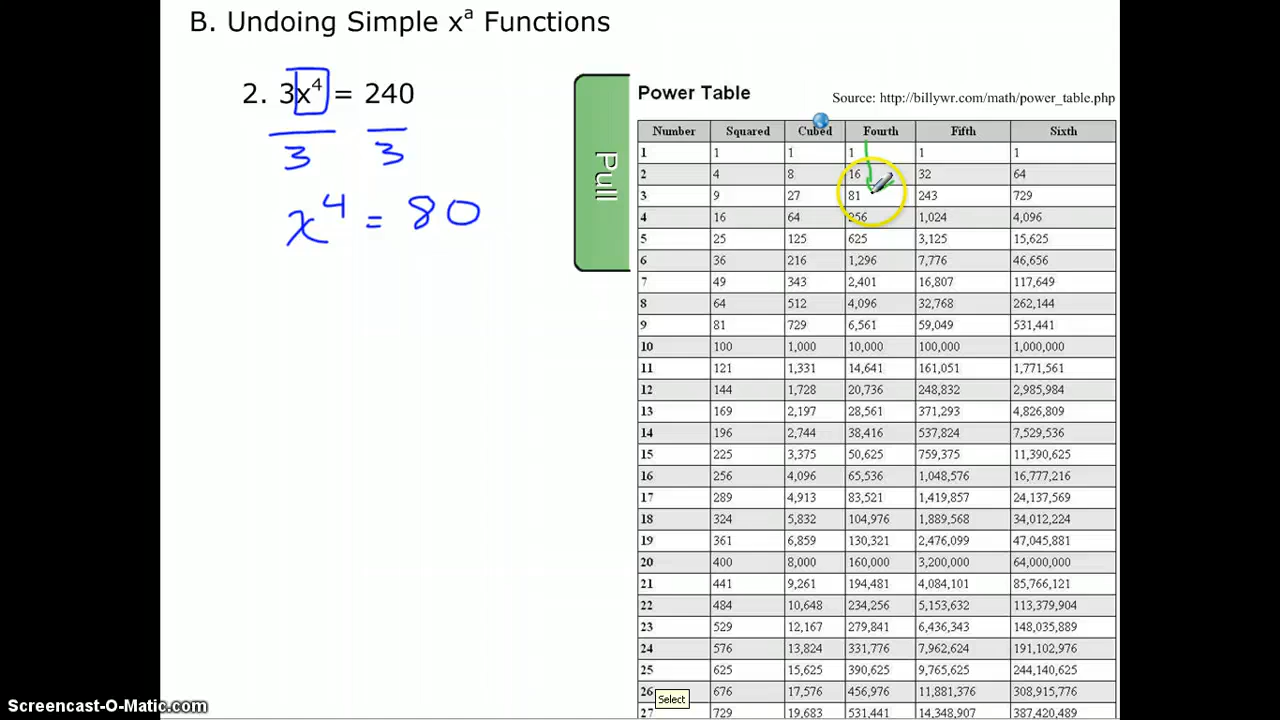 B. Undoing Simple xᵃ Functions
2. 3x⁴ = 240
3 3
x⁴ = 80
Pull
Power Table
Source: http://billywr.com/math/power_table.php
Number Squared Cubed Fourth Fifth Sixth
1 1 1 1 1 1
2 4 8 16 32 64
3 9 27 81 243 729
4 16 64 256 1,024 4,096
5 25 125 625 3,125 15,625
6 36 216 1,296 7,776 46,656
7 49 343 2,401 16,807 117,649
8 64 512 4,096 32,768 262,144
9 81 729 6,561 59,049 531,441
10 100 1,000 10,000 100,000 1,000,000
11 121 1,331 14,641 161,051 1,771,561
12 144 1,728 20,736 248,832 2,985,984
13 169 2,197 28,561 371,293 4,826,809
14 196 2,744 38,416 537,824 7,529,536
15 225 3,375 50,625 759,375 11,390,625
16 256 4,096 65,536 1,048,576 16,777,216
17 289 4,913 83,521 1,419,857 24,137,569
18 324 5,832 104,976 1,889,568 34,012,224
19 361 6,859 130,321 2,476,099 47,045,881
20 400 8,000 160,000 3,200,000 64,000,000
21 441 9,261 194,481 4,084,101 85,766,121
22 484 10,648 234,256 5,153,632 113,379,904
23 529 12,167 279,841 6,436,343 148,035,889
24 576 13,824 331,776 7,962,624 191,102,976
25 625 15,625 390,625 9,765,625 244,140,625
26 676 17,576 456,976 11,881,376 308,915,776
27 729 19,683 531,441 14,348,907 387,420,489
Select
Screencast-O-Matic.com